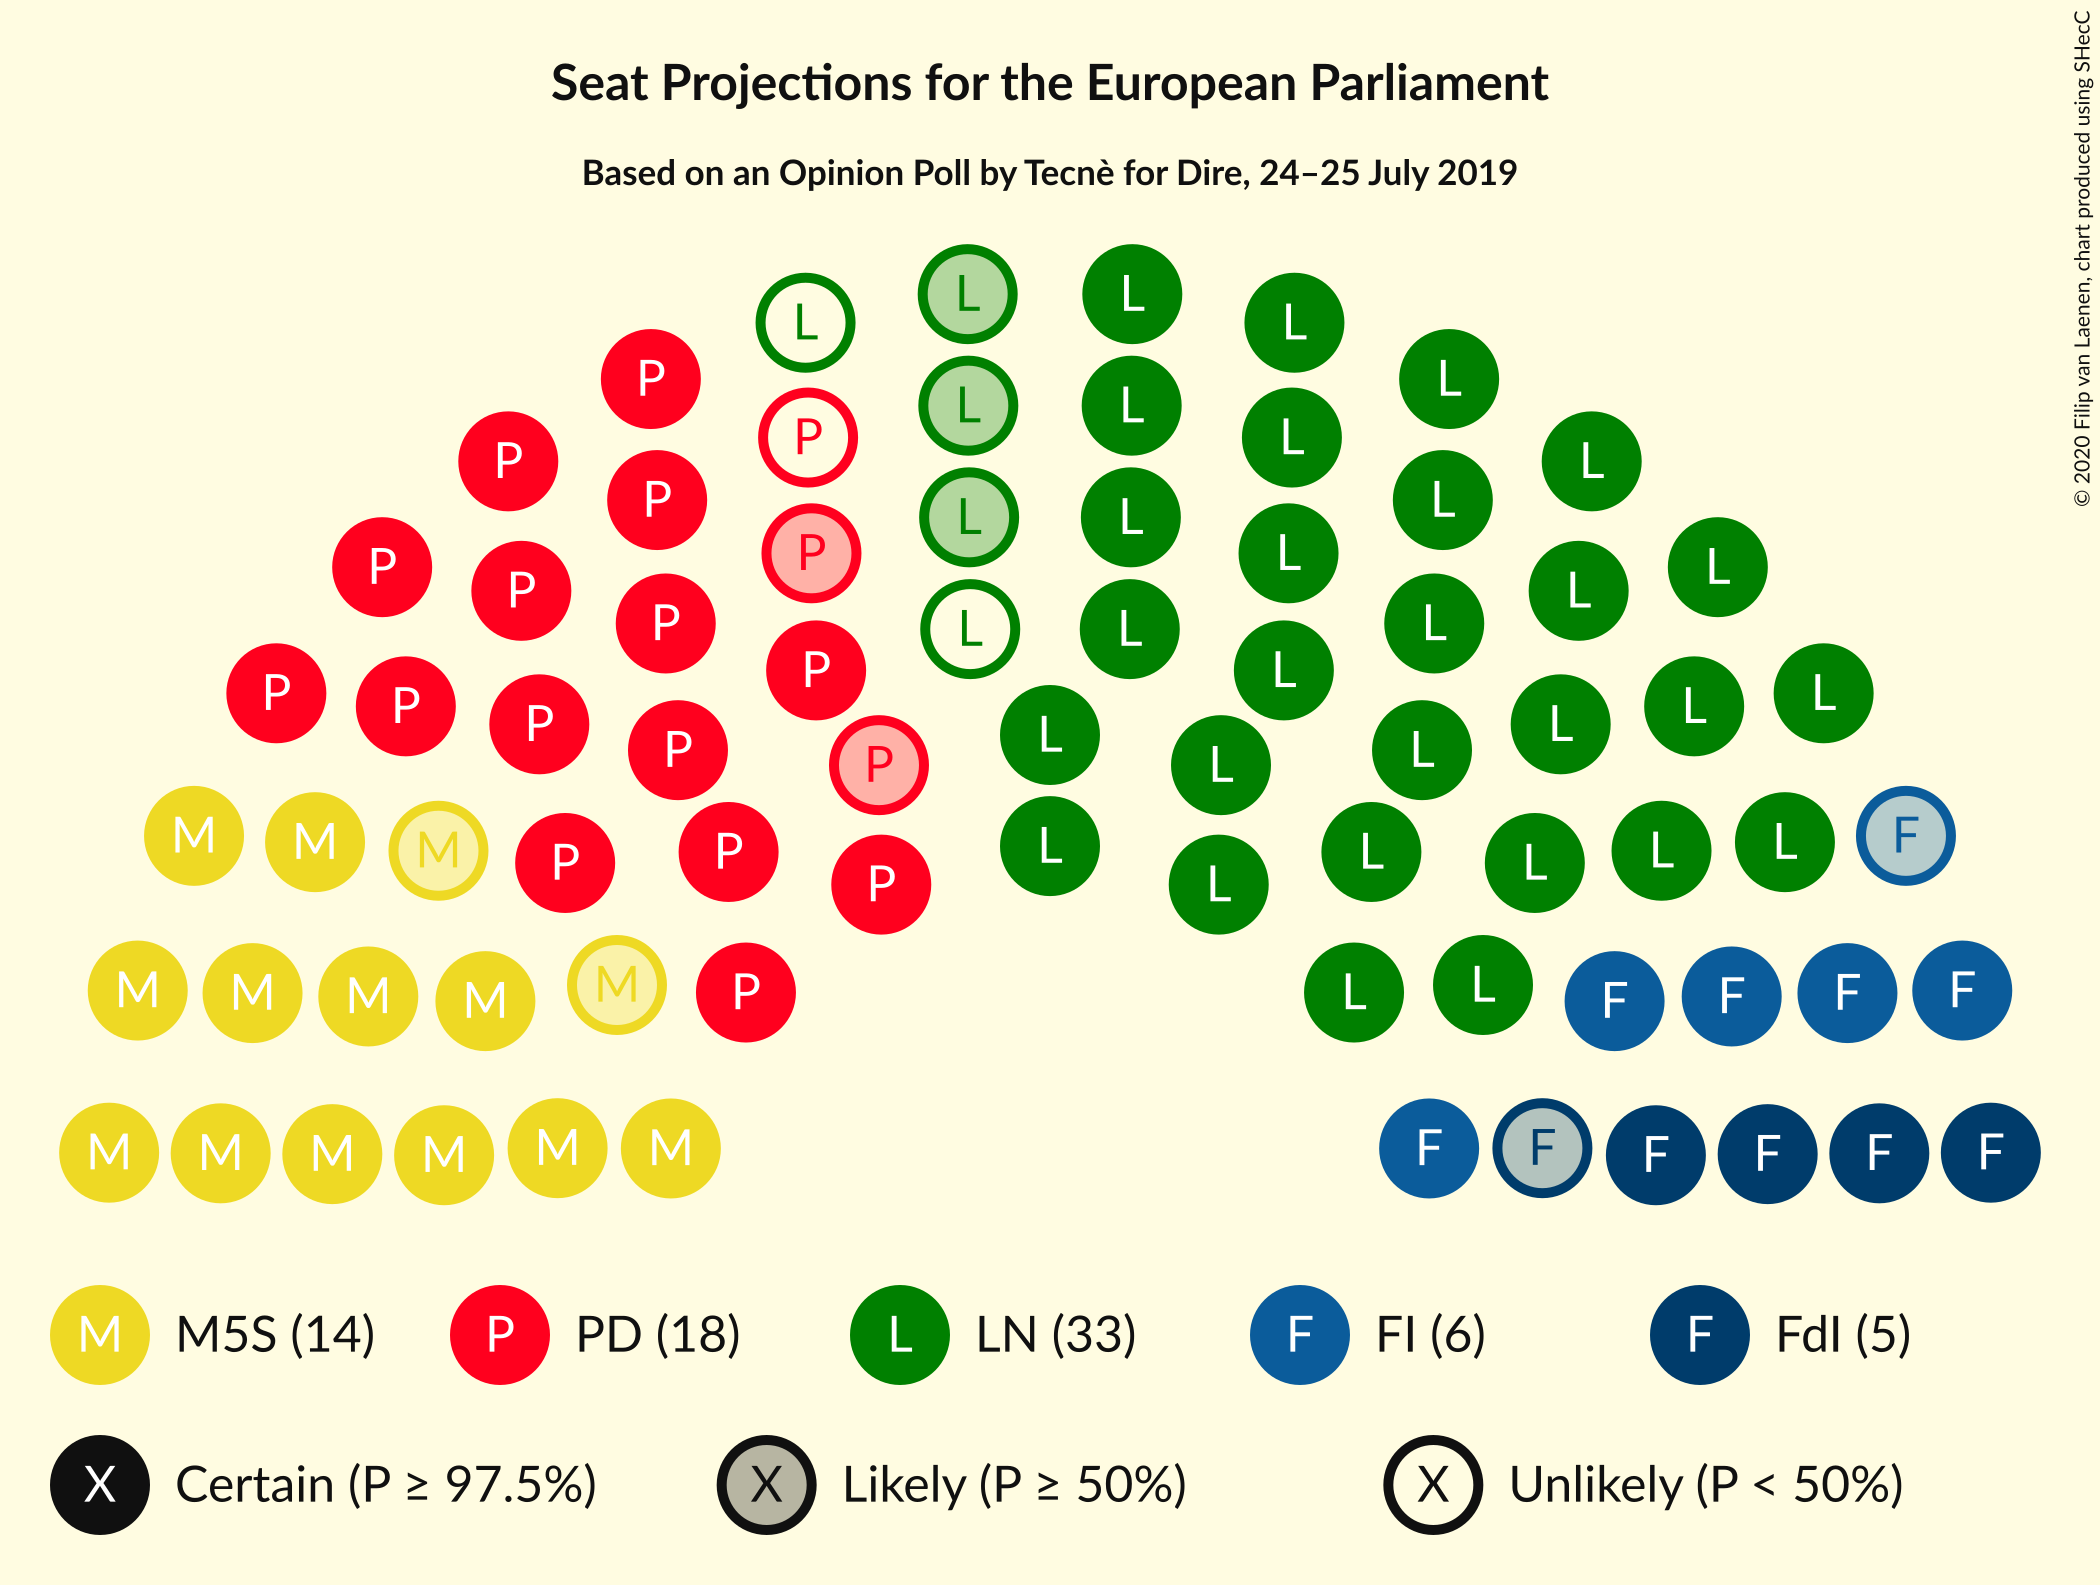 Seat Projections for the European Parliament
Based on an Opinion Poll by Tecnè for Dire, 24–25 July 2019
© 2020 Filip van Laenen, chart produced using SHecC
L L L L
P L L P
P L L L L
P P L L
P L L L P
P P L L L
P L L L P
L L P P P
P L L L L
L P L L
M M M P P P
L L L L L L F
M M M M M P
L L F F F F
M M M M M M
F F F F F F
M M5S (14) P PD (18) L LN (33) F FI (6) F FdI (5)
X Certain (P ≥ 97.5%) X Likely (P ≥ 50%) X Unlikely (P < 50%)